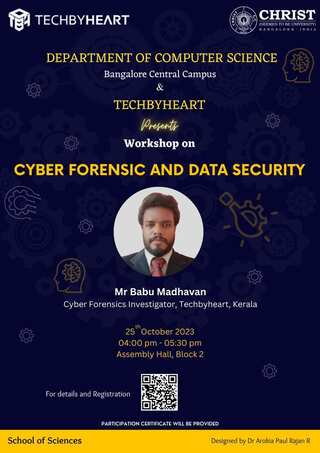 TECHBYHEART
CHRIST
(DEEMED TO BE UNIVERSITY)
BANGALORE · INDIA
DEPARTMENT OF COMPUTER SCIENCE
Bangalore Central Campus
&
TECHBYHEART
Presents
Workshop on
CYBER FORENSIC AND DATA SECURITY
Mr Babu Madhavan
Cyber Forensics Investigator, Techbyheart, Kerala
25th October 2023
04:00 pm - 05:30 pm
Assembly Hall, Block 2
For details and Registration
PARTICIPATION CERTIFICATE WILL BE PROVIDED
School of Sciences
Designed by Dr Arokia Paul Rajan R